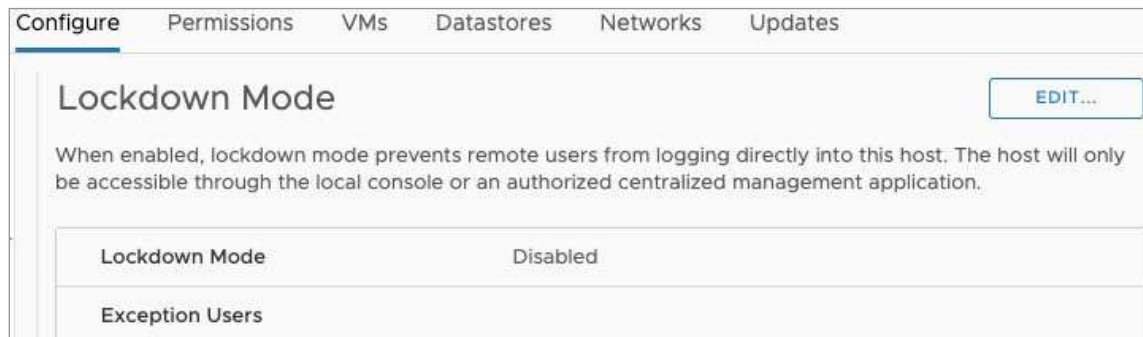 Configure Permissions VMs Datastores Networks Updates
Lockdown Mode
EDIT...
When enabled, lockdown mode prevents remote users from logging directly into this host. The host will only
be accessible through the local console or an authorized centralized management application.
Lockdown Mode Disabled
Exception Users